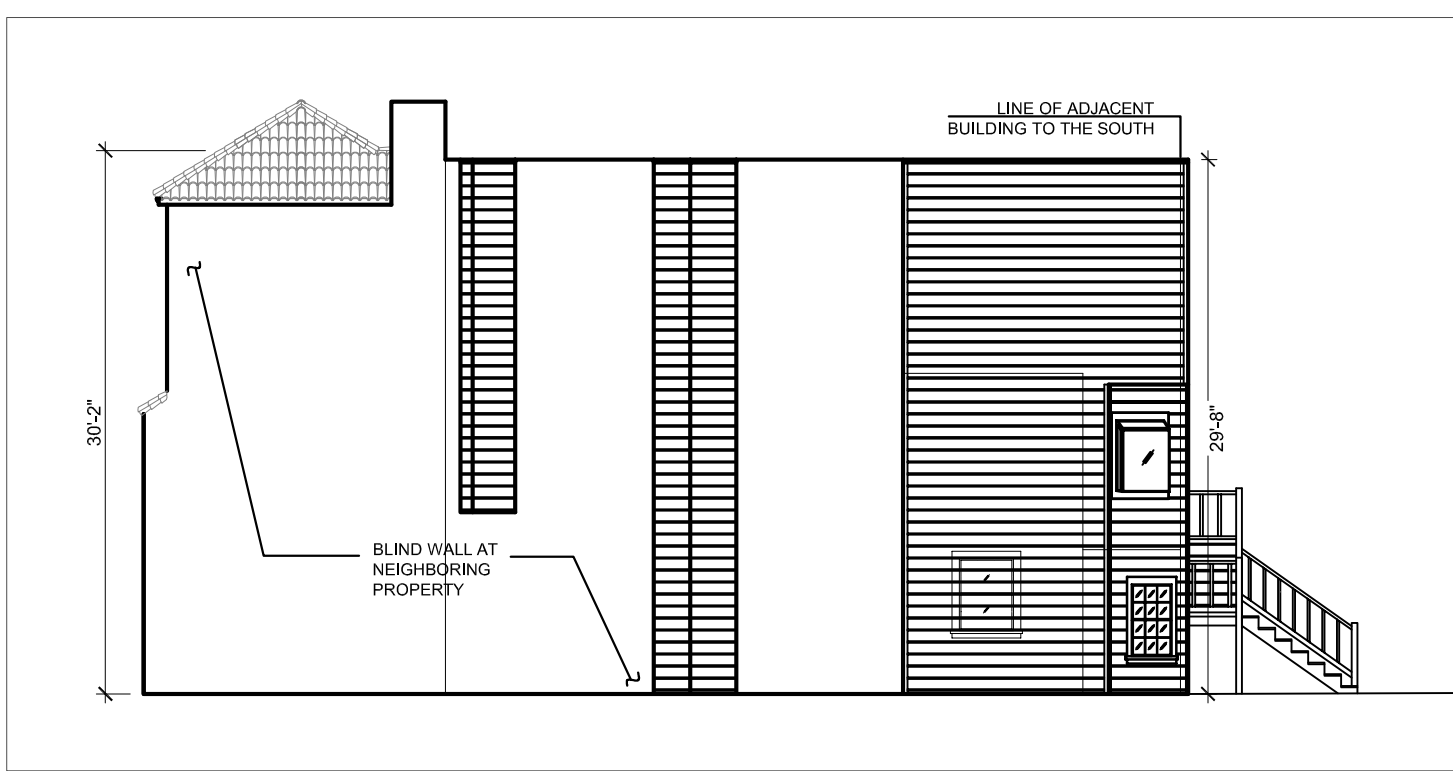 LINE OF ADJACENT
BUILDING TO THE SOUTH
30'-2"
29'-8"
BLIND WALL AT
NEIGHBORING
PROPERTY